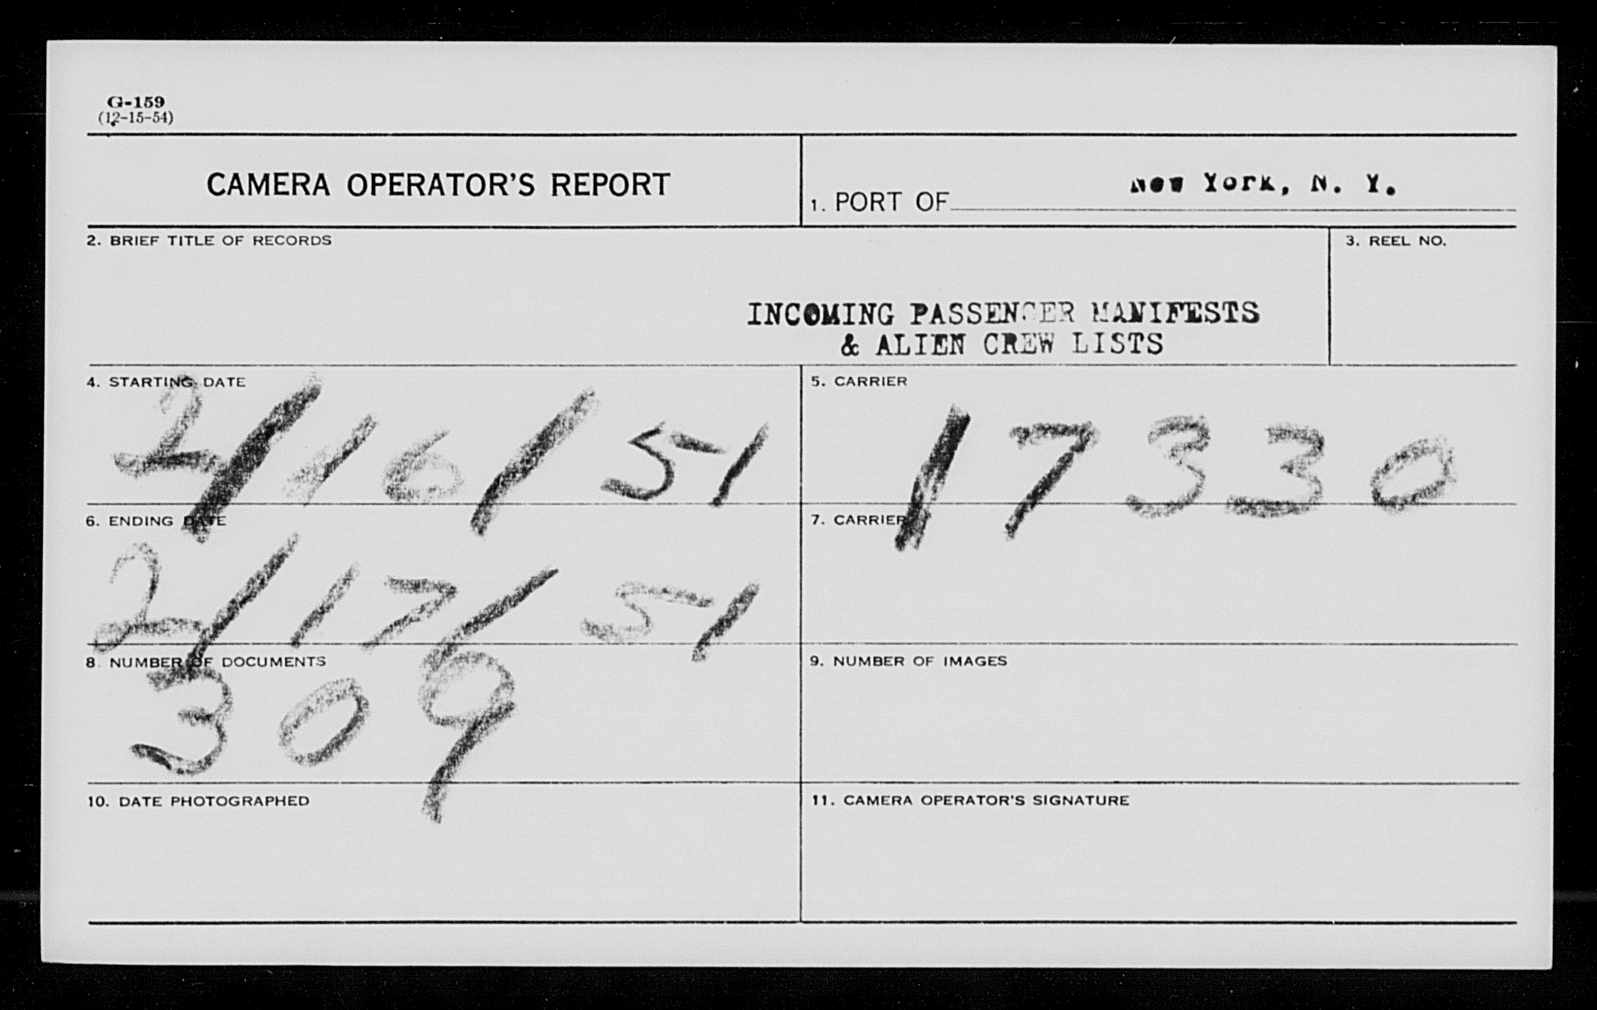 G-159
(12-15-54)
CAMERA OPERATOR'S REPORT
1. PORT OF New York, N. Y.
2. BRIEF TITLE OF RECORDS
3. REEL NO.
INCOMING PASSENGER MANIFESTS
& ALIEN CREW LISTS
4. STARTING DATE
2/16/51
5. CARRIER
17330
6. ENDING DATE
2/17/51
7. CARRIER
8. NUMBER OF DOCUMENTS
309
9. NUMBER OF IMAGES
10. DATE PHOTOGRAPHED
11. CAMERA OPERATOR'S SIGNATURE